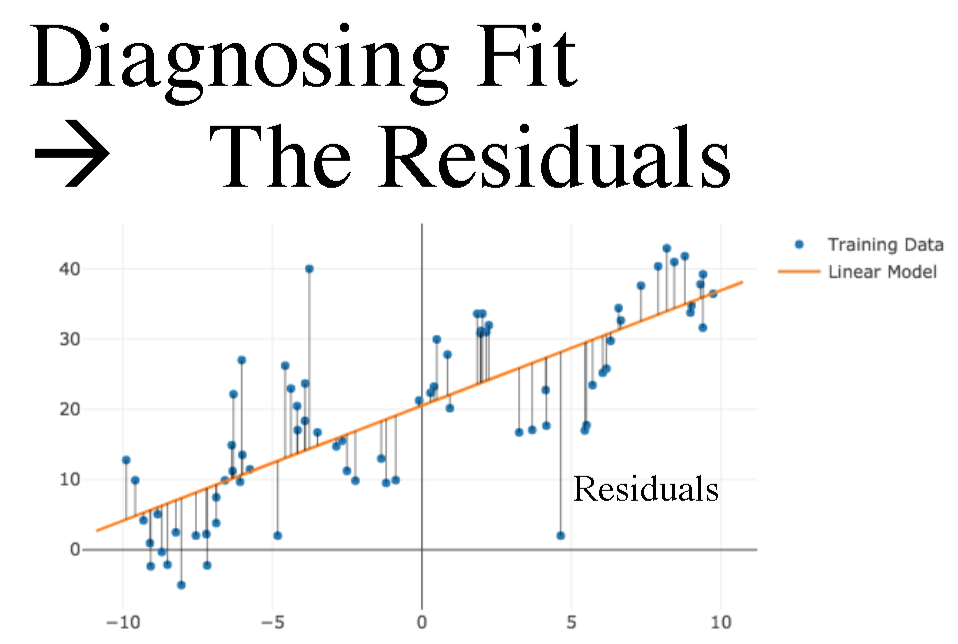 Diagnosing Fit
→ The Residuals
Training Data
Linear Model
40
30
20
10
0
Residuals
−10 −5 0 5 10